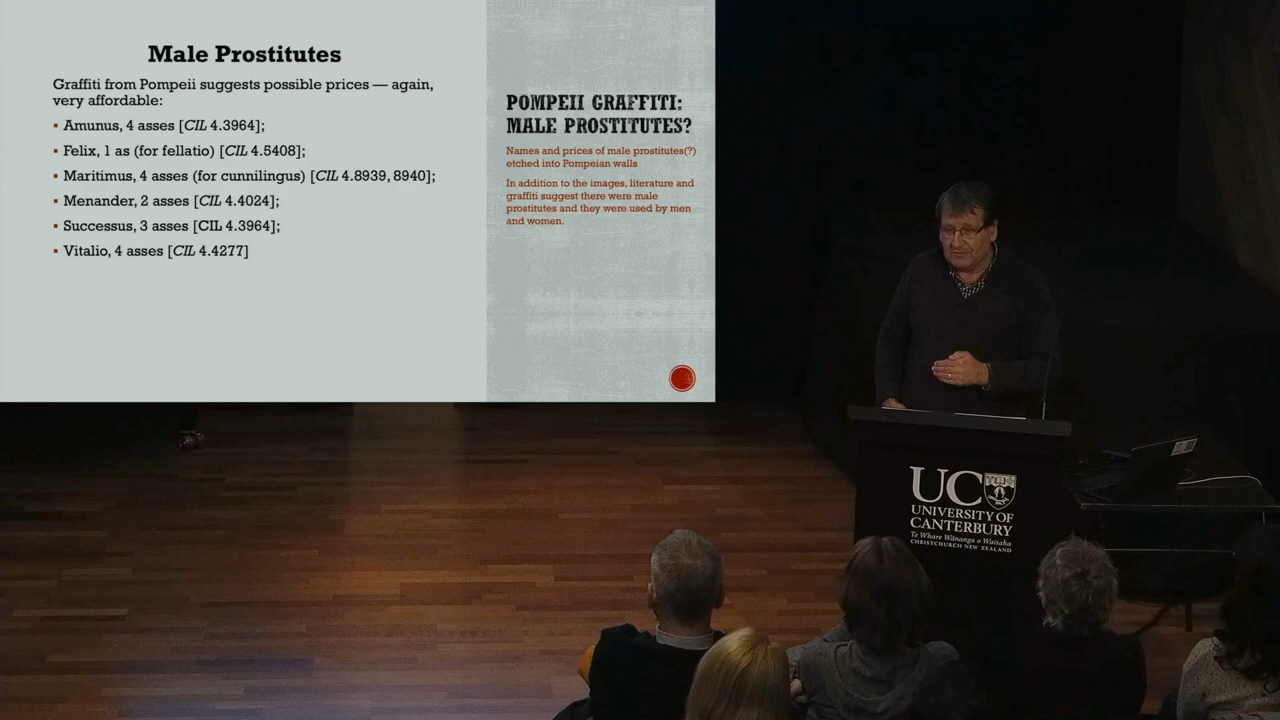 Male Prostitutes
Graffiti from Pompeii suggests possible prices — again,
very affordable:
▪ Amunus, 4 asses [CIL 4.3964];
▪ Felix, 1 as (for fellatio) [CIL 4.5408];
▪ Maritimus, 4 asses (for cunnilingus) [CIL 4.8939, 8940];
▪ Menander, 2 asses [CIL 4.4024];
▪ Successus, 3 asses [CIL 4.3964];
▪ Vitalio, 4 asses [CIL 4.4277]
POMPEII GRAFFITI:
MALE PROSTITUTES?
Names and prices of male prostitutes(?)
etched into Pompeian walls
In addition to the images, literature and
graffiti suggest there were male
prostitutes and they were used by men
and women.
UC
UNIVERSITY OF
CANTERBURY
Te Whare Wānanga o Waitaha
CHRISTCHURCH NEW ZEALAND